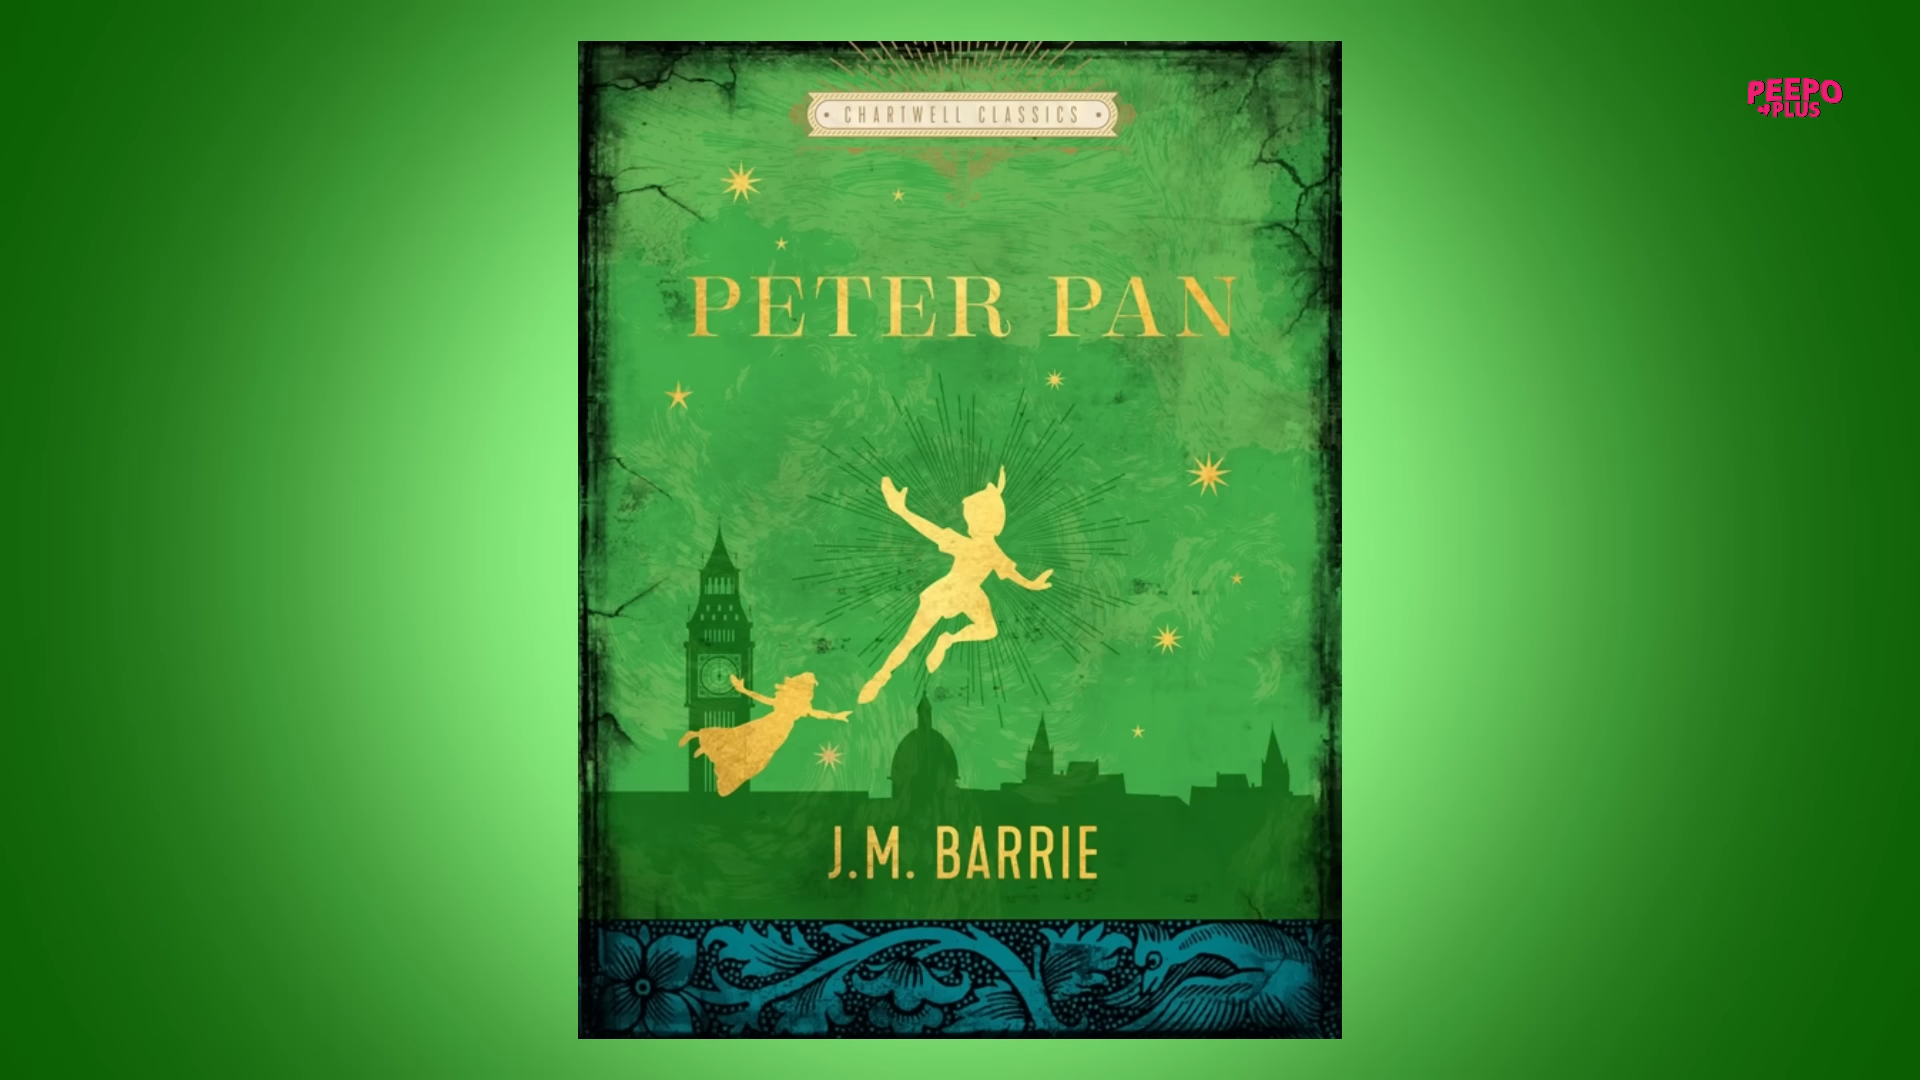 CHARTWELL CLASSICS
PEEPO
PLUS
PETER PAN
J.M. BARRIE